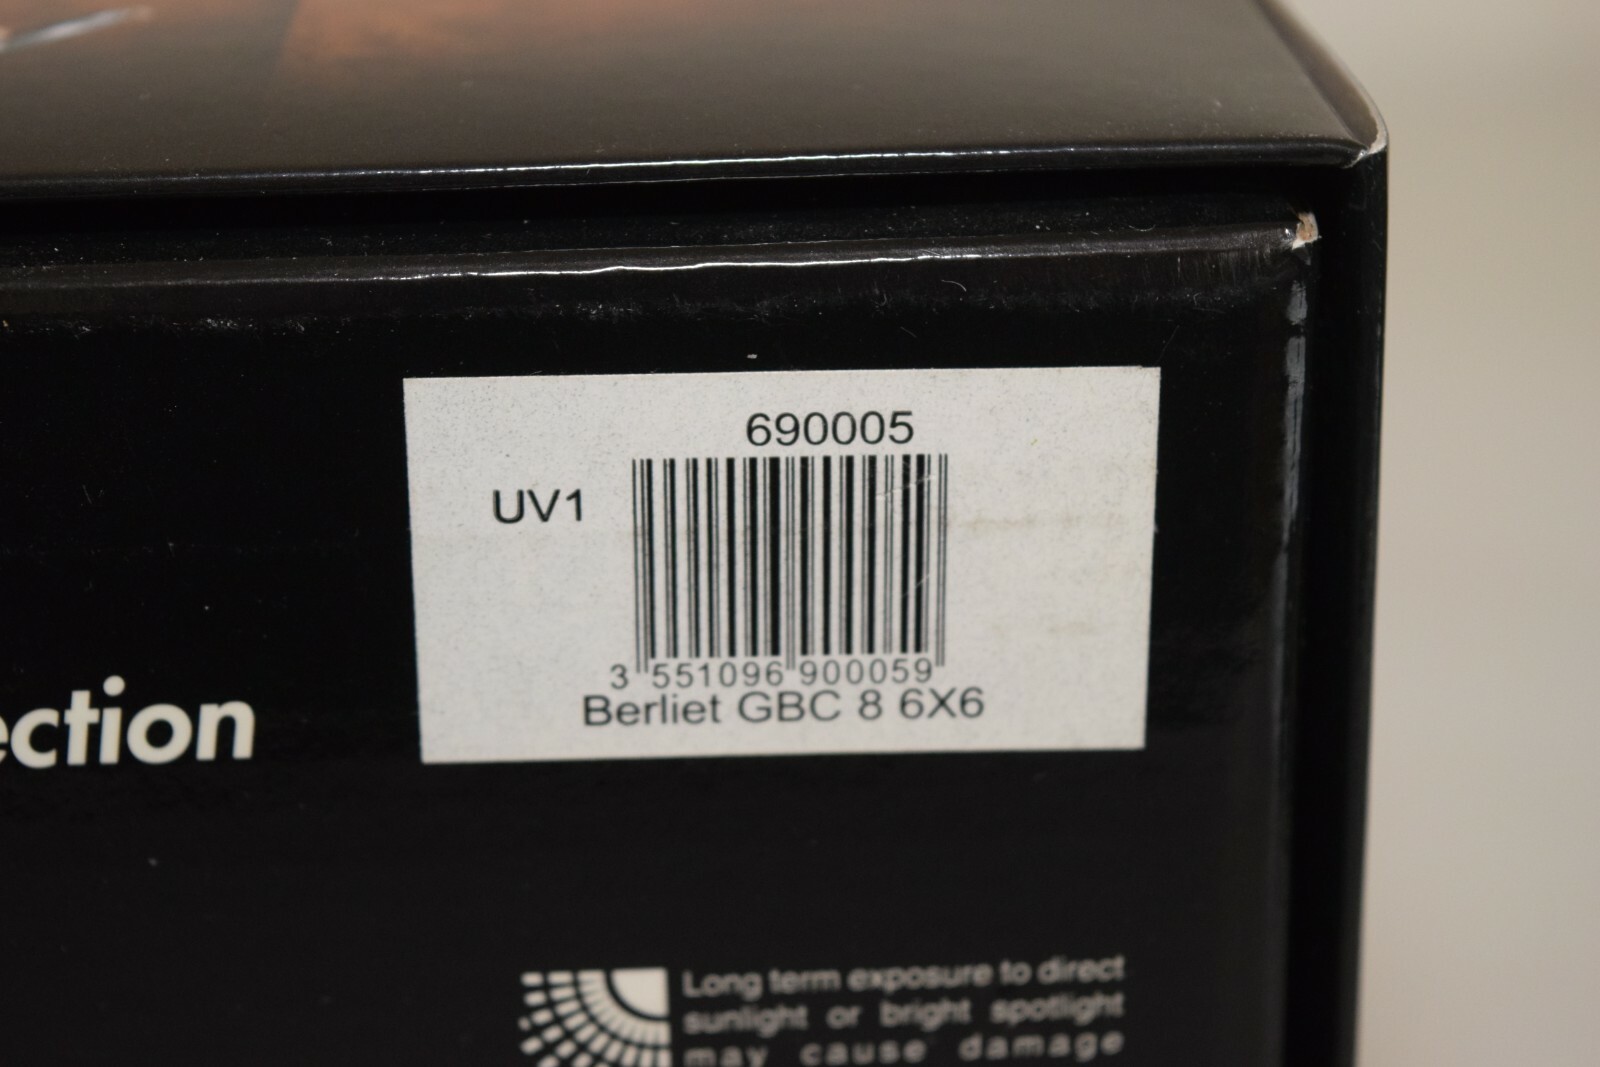 690005
UV1
3 551096 900059
Berliet GBC 8 6X6
ection
Long term exposure to direct
sunlight or bright spotlight
may cause damage